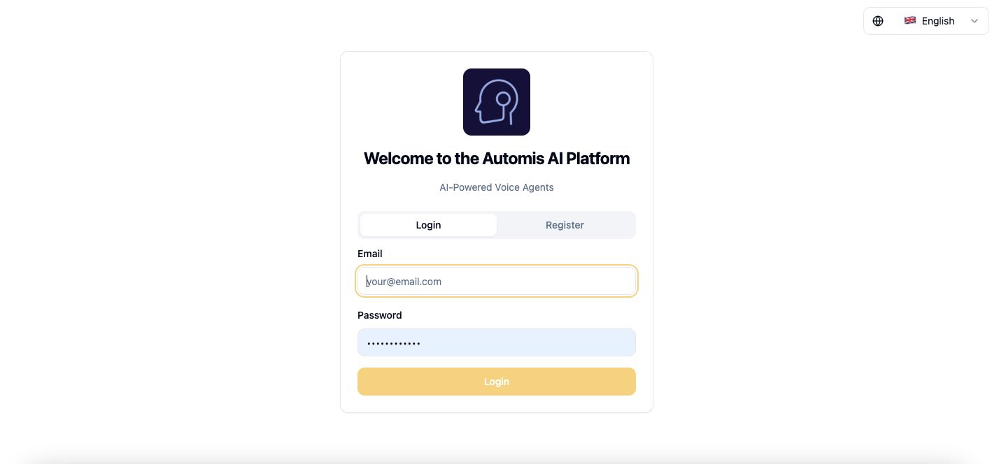 English
Welcome to the Automis AI Platform
AI-Powered Voice Agents
Login
Register
Email
your@email.com
Password
••••••••••••
Login